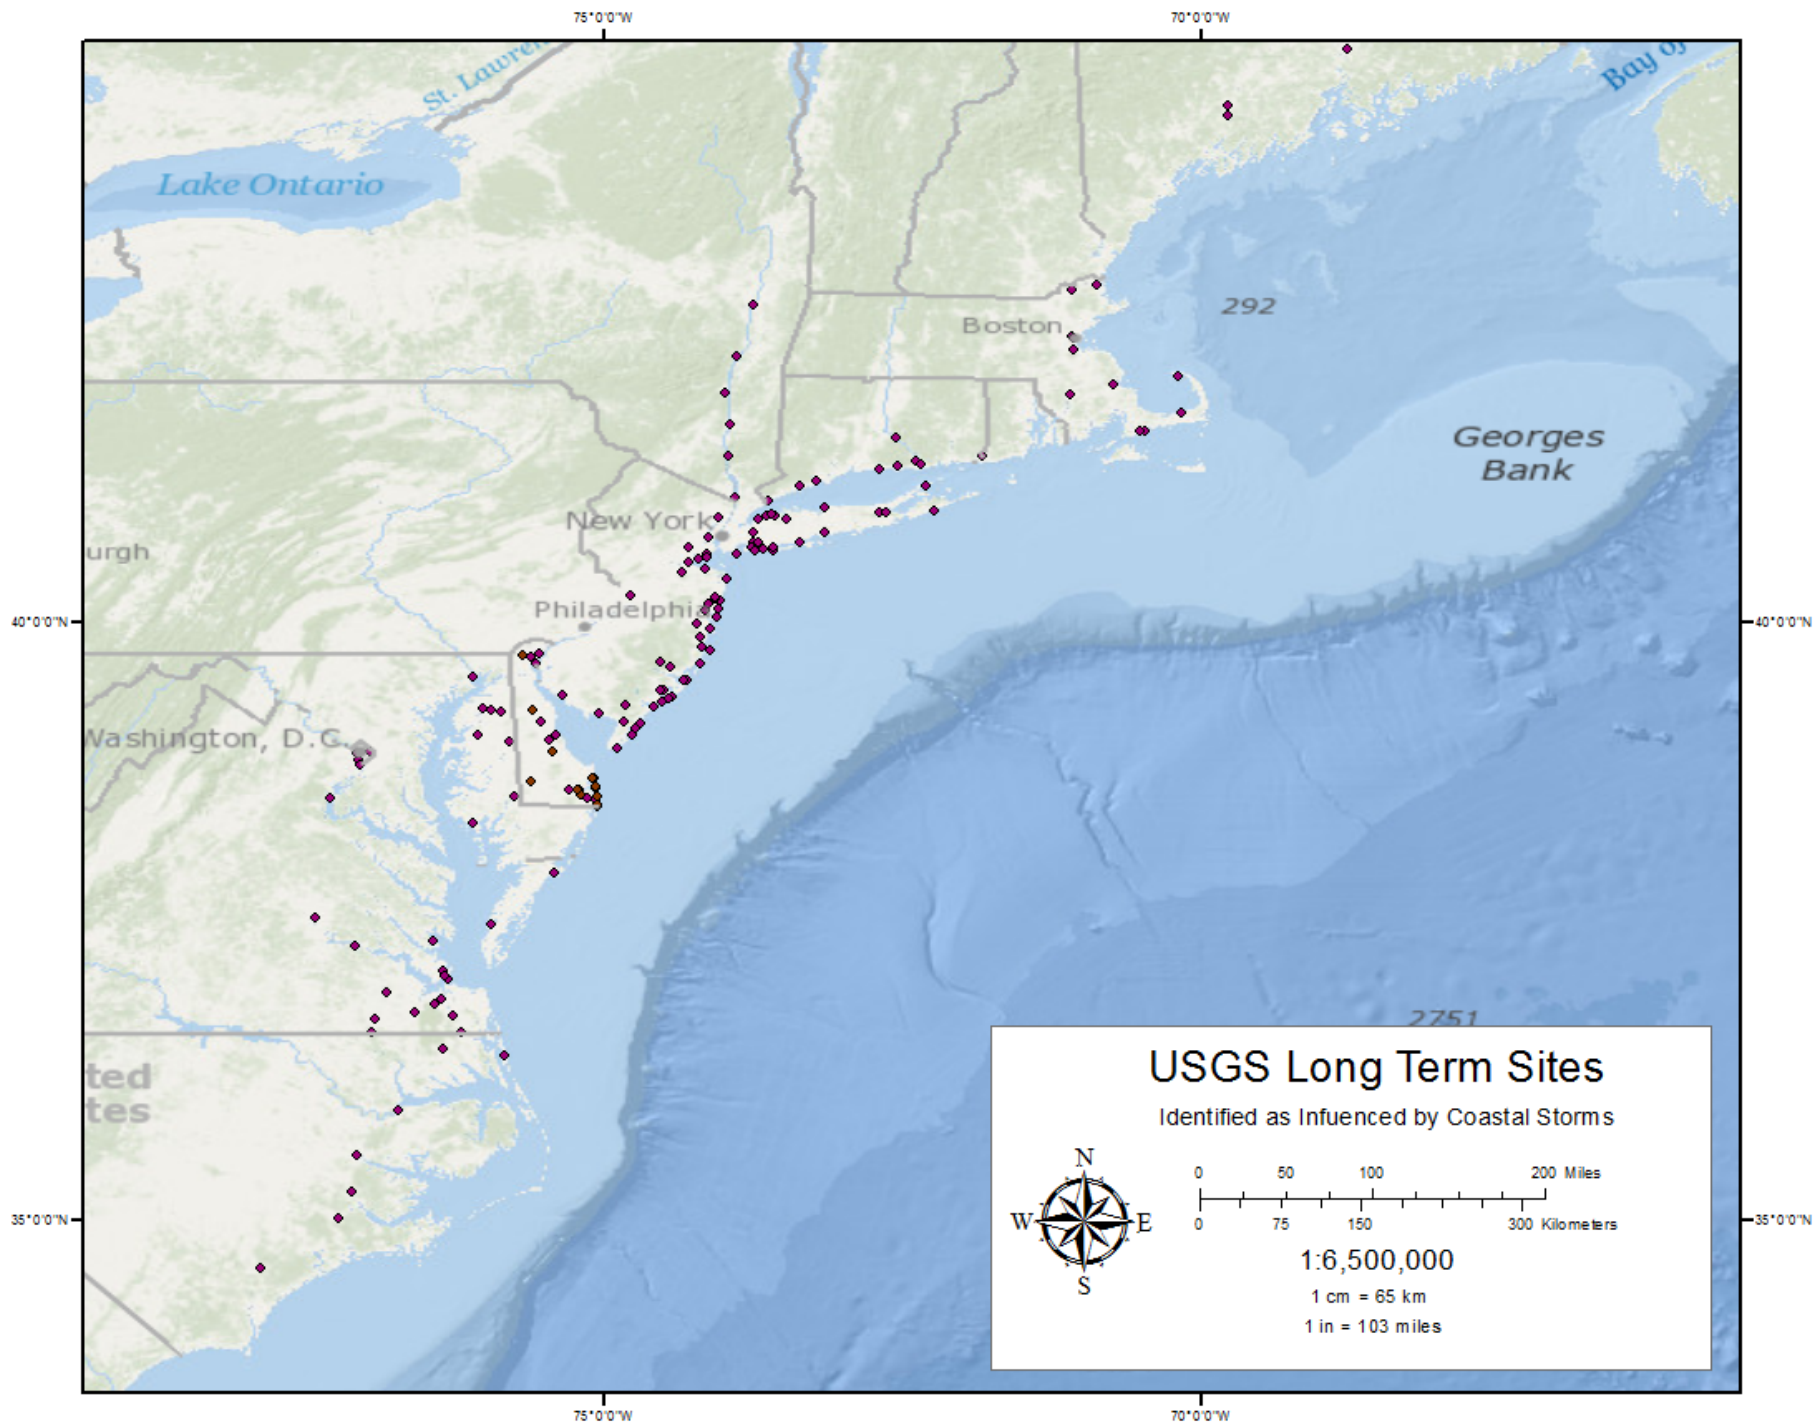 75°0'0"W 70°0'0"W
St. Lawren
Bay of
Lake Ontario
292
Boston
Georges
Bank
New York
urgh
Philadelphia
40°0'0"N 40°0'0"N
Washington, D.C.
2751
USGS Long Term Sites
ted
tes
Identified as Infuenced by Coastal Storms
N
0 50 100 200 Miles
W E
0 75 150 300 Kilometers
35°0'0"N 35°0'0"N
1:6,500,000
S
1 cm = 65 km
1 in = 103 miles
75°0'0"W 70°0'0"W